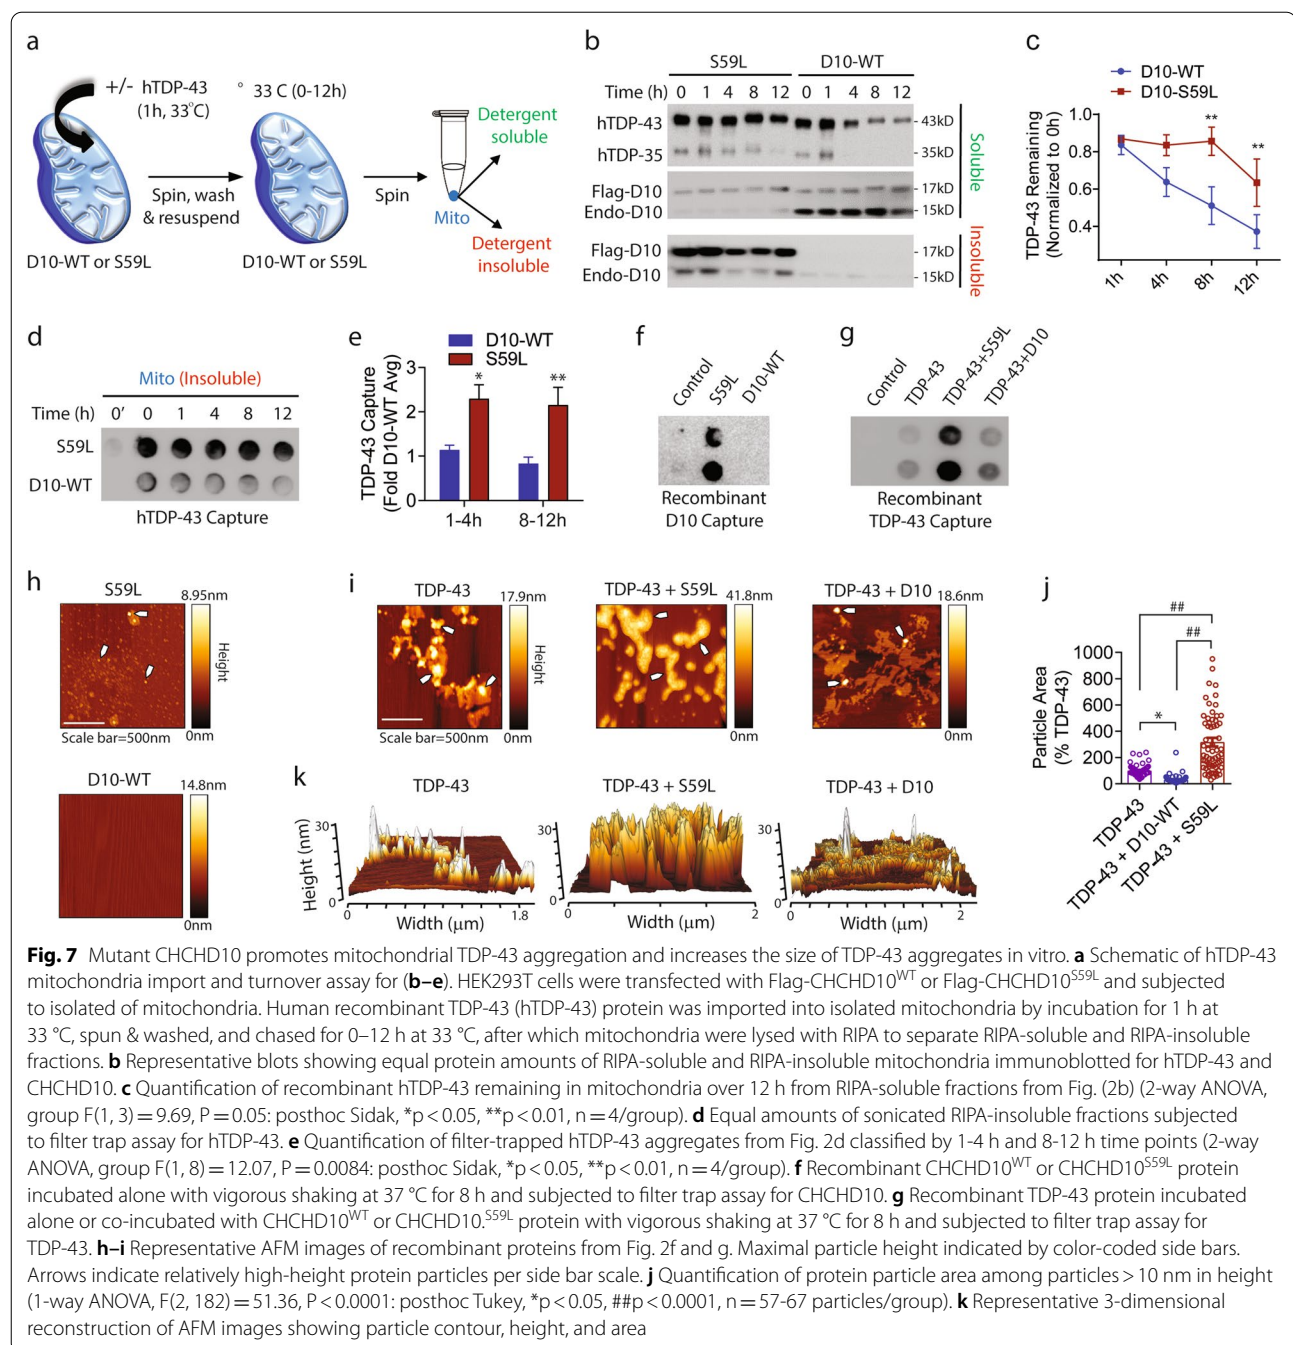 a
+/- hTDP-43
(1h, 33°C)
° 33 C (0-12h)
Detergent
soluble
Spin, wash
& resuspend
Spin
Mito
Detergent
insoluble
D10-WT or S59L
D10-WT or S59L
b
S59L D10-WT
Time (h) 0 1 4 8 12 0 1 4 8 12
hTDP-43 - 43kD
hTDP-35 - 35kD
Flag-D10 - 17kD
Endo-D10 - 15kD
Soluble
Flag-D10 - 17kD
Endo-D10 - 15kD
Insoluble
c
D10-WT
D10-S59L
TDP-43 Remaining
(Normalized to 0h)
1.0
0.8
0.6
0.4
**
**
1h 4h 8h 12h
d
Mito (Insoluble)
Time (h) 0' 0 1 4 8 12
S59L
D10-WT
hTDP-43 Capture
e
D10-WT
S59L
TDP-43 Capture
(Fold D10-WT Avg)
3
2
1
0
*
**
1-4h 8-12h
f
Control S59L D10-WT
Recombinant
D10 Capture
g
Control TDP-43 TDP-43+S59L TDP-43+D10
Recombinant
TDP-43 Capture
h
S59L
8.95nm
Height
0nm
Scale bar=500nm
D10-WT
14.8nm
0nm
i
TDP-43
17.9nm
0nm
Scale bar=500nm
TDP-43 + S59L
41.8nm
0nm
TDP-43 + D10
18.6nm
0nm
j
##
##
*
Particle Area
(% TDP-43)
1000
800
600
400
200
0
TDP-43
TDP-43 + D10-WT
TDP-43 + S59L
k
TDP-43 TDP-43 + S59L TDP-43 + D10
Height (nm)
30
0
0 1.8
Width (μm)
30
0
0 2
Width (μm)
30
0
0 2
Width (μm)
Fig. 7 Mutant CHCHD10 promotes mitochondrial TDP-43 aggregation and increases the size of TDP-43 aggregates in vitro. a Schematic of hTDP-43
mitochondria import and turnover assay for (b–e). HEK293T cells were transfected with Flag-CHCHD10WT or Flag-CHCHD10S59L and subjected
to isolated of mitochondria. Human recombinant TDP-43 (hTDP-43) protein was imported into isolated mitochondria by incubation for 1 h at
33 °C, spun & washed, and chased for 0–12 h at 33 °C, after which mitochondria were lysed with RIPA to separate RIPA-soluble and RIPA-insoluble
fractions. b Representative blots showing equal protein amounts of RIPA-soluble and RIPA-insoluble mitochondria immunoblotted for hTDP-43 and
CHCHD10. c Quantification of recombinant hTDP-43 remaining in mitochondria over 12 h from RIPA-soluble fractions from Fig. (2b) (2-way ANOVA,
group F(1, 3) = 9.69, P = 0.05: posthoc Sidak, *p < 0.05, **p < 0.01, n = 4/group). d Equal amounts of sonicated RIPA-insoluble fractions subjected
to filter trap assay for hTDP-43. e Quantification of filter-trapped hTDP-43 aggregates from Fig. 2d classified by 1-4 h and 8-12 h time points (2-way
ANOVA, group F(1, 8) = 12.07, P = 0.0084: posthoc Sidak, *p < 0.05, **p < 0.01, n = 4/group). f Recombinant CHCHD10WT or CHCHD10S59L protein
incubated alone with vigorous shaking at 37 °C for 8 h and subjected to filter trap assay for CHCHD10. g Recombinant TDP-43 protein incubated
alone or co-incubated with CHCHD10WT or CHCHD10.S59L protein with vigorous shaking at 37 °C for 8 h and subjected to filter trap assay for
TDP-43. h–i Representative AFM images of recombinant proteins from Fig. 2f and g. Maximal particle height indicated by color-coded side bars.
Arrows indicate relatively high-height protein particles per side bar scale. j Quantification of protein particle area among particles > 10 nm in height
(1-way ANOVA, F(2, 182) = 51.36, P < 0.0001: posthoc Tukey, *p < 0.05, ##p < 0.0001, n = 57-67 particles/group). k Representative 3-dimensional
reconstruction of AFM images showing particle contour, height, and area